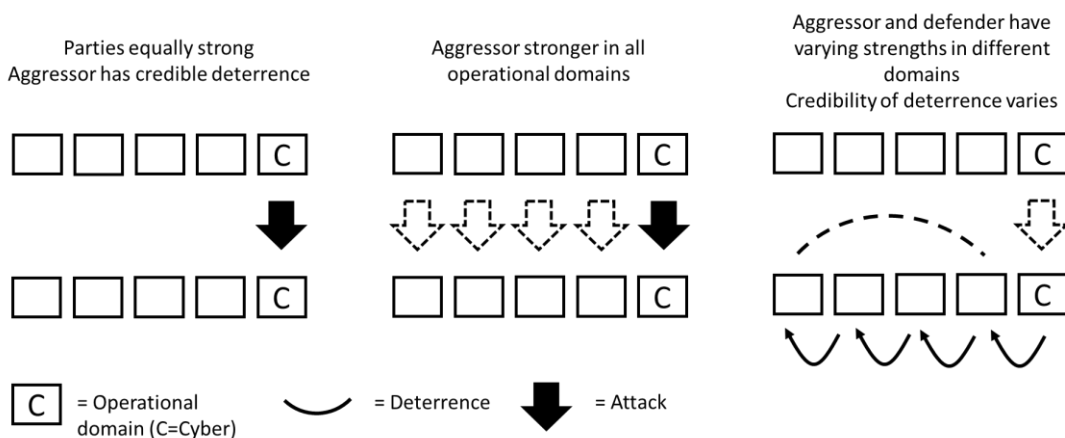 Parties equally strong
Aggressor has credible deterrence
Aggressor stronger in all
operational domains
Aggressor and defender have
varying strengths in different
domains
Credibility of deterrence varies
C
C
C
C
C
C
C
= Operational
domain (C=Cyber)
= Deterrence
= Attack